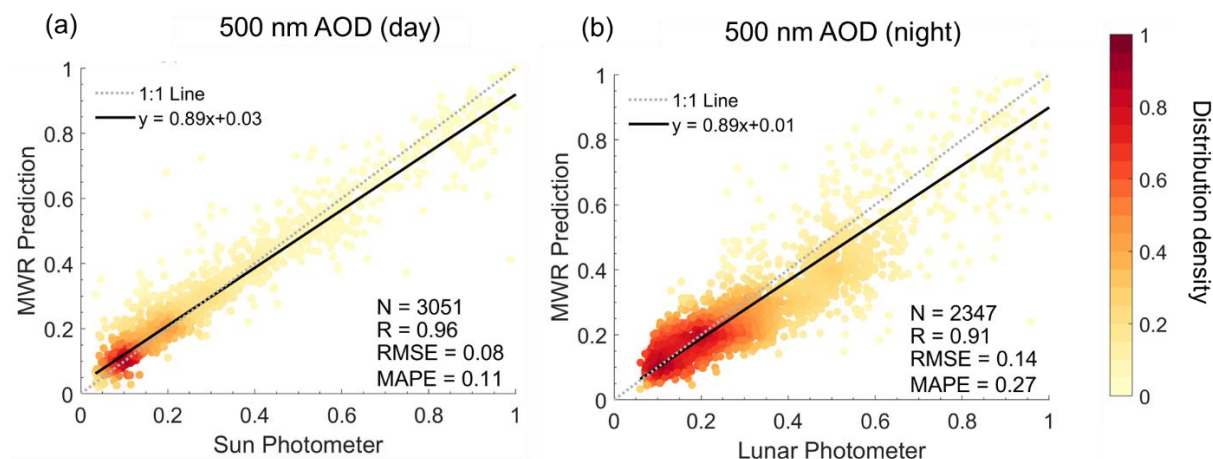 (a) 500 nm AOD (day)
1:1 Line
y = 0.89x+0.03
N = 3051
R = 0.96
RMSE = 0.08
MAPE = 0.11
MWR Prediction
1
0.8
0.6
0.4
0.2
0
0 0.2 0.4 0.6 0.8 1
Sun Photometer
(b) 500 nm AOD (night)
1:1 Line
y = 0.89x+0.01
N = 2347
R = 0.91
RMSE = 0.14
MAPE = 0.27
MWR Prediction
1
0.8
0.6
0.4
0.2
0
0 0.2 0.4 0.6 0.8 1
Lunar Photometer
1
0.8
0.6
0.4
0.2
0
Distribution density